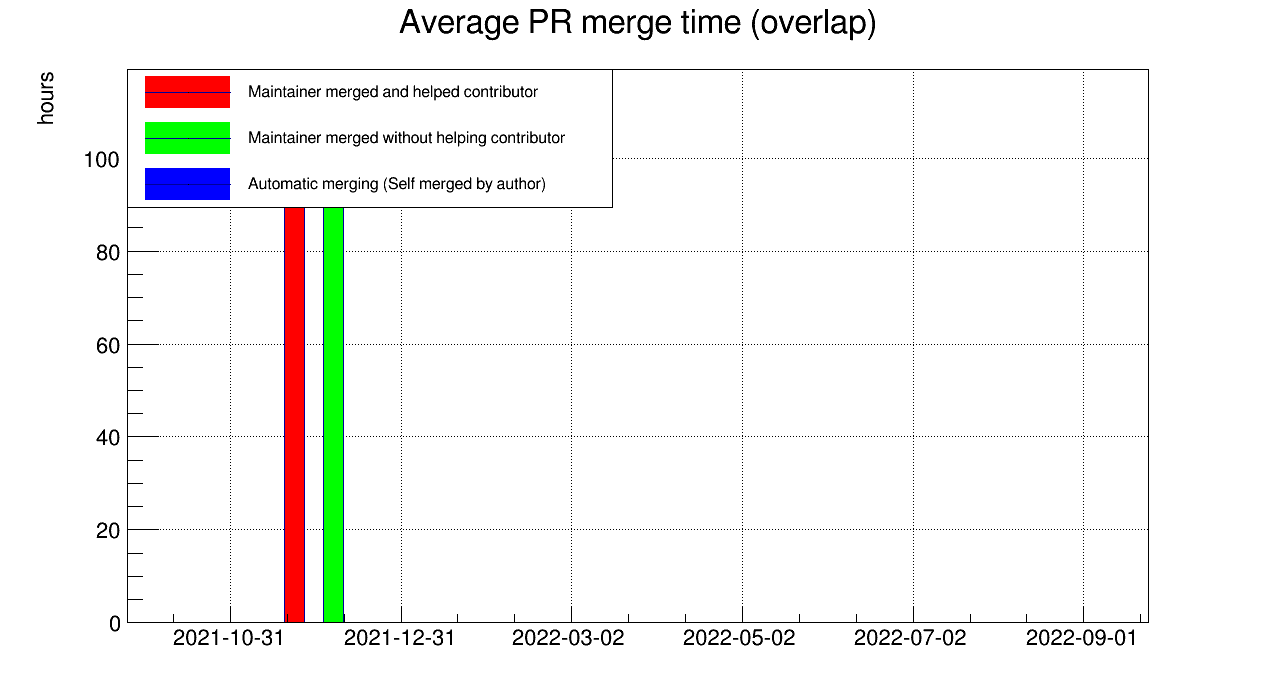 Average PR merge time (overlap)
hours
Maintainer merged and helped contributor
Maintainer merged without helping contributor
Automatic merging (Self merged by author)
100
80
60
40
20
0
2021-10-31 2021-12-31 2022-03-02 2022-05-02 2022-07-02 2022-09-01